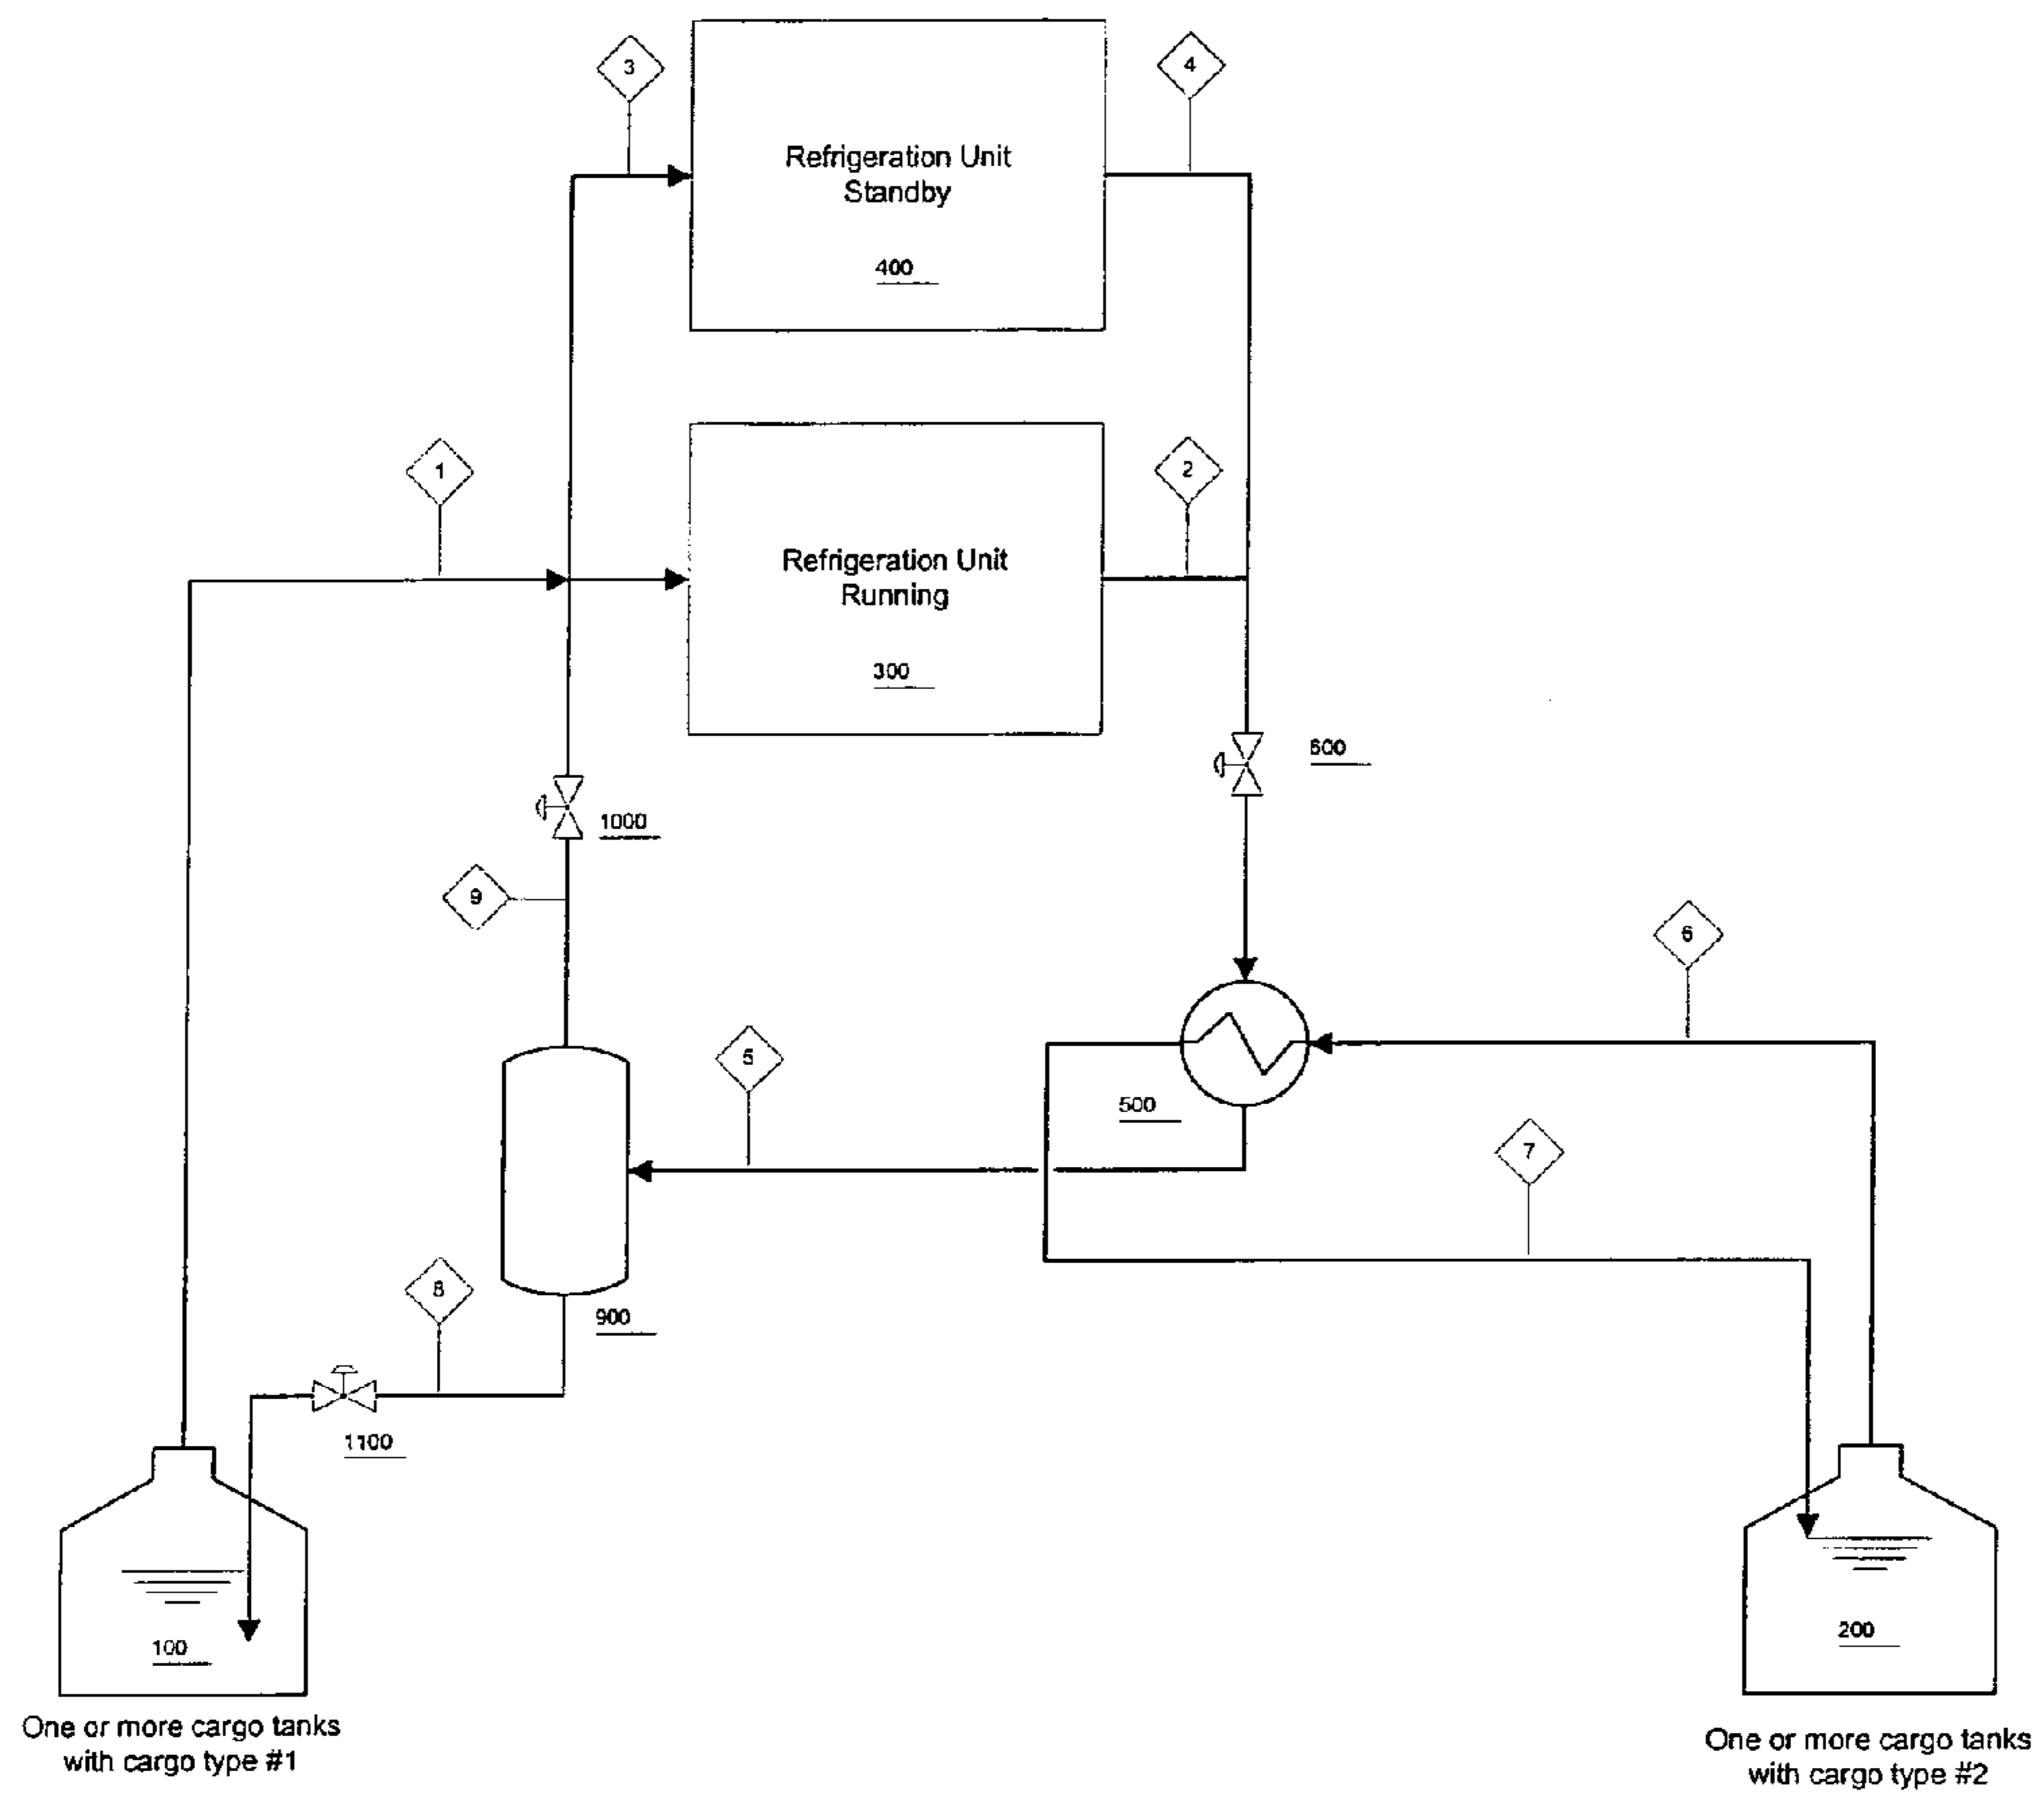 3
4
Refrigeration Unit
Standby
400
1
2
Refrigeration Unit
Running
300
600
1000
9
6
5
500
7
8
900
1100
100
200
One or more cargo tanks
with cargo type #1
One or more cargo tanks
with cargo type #2